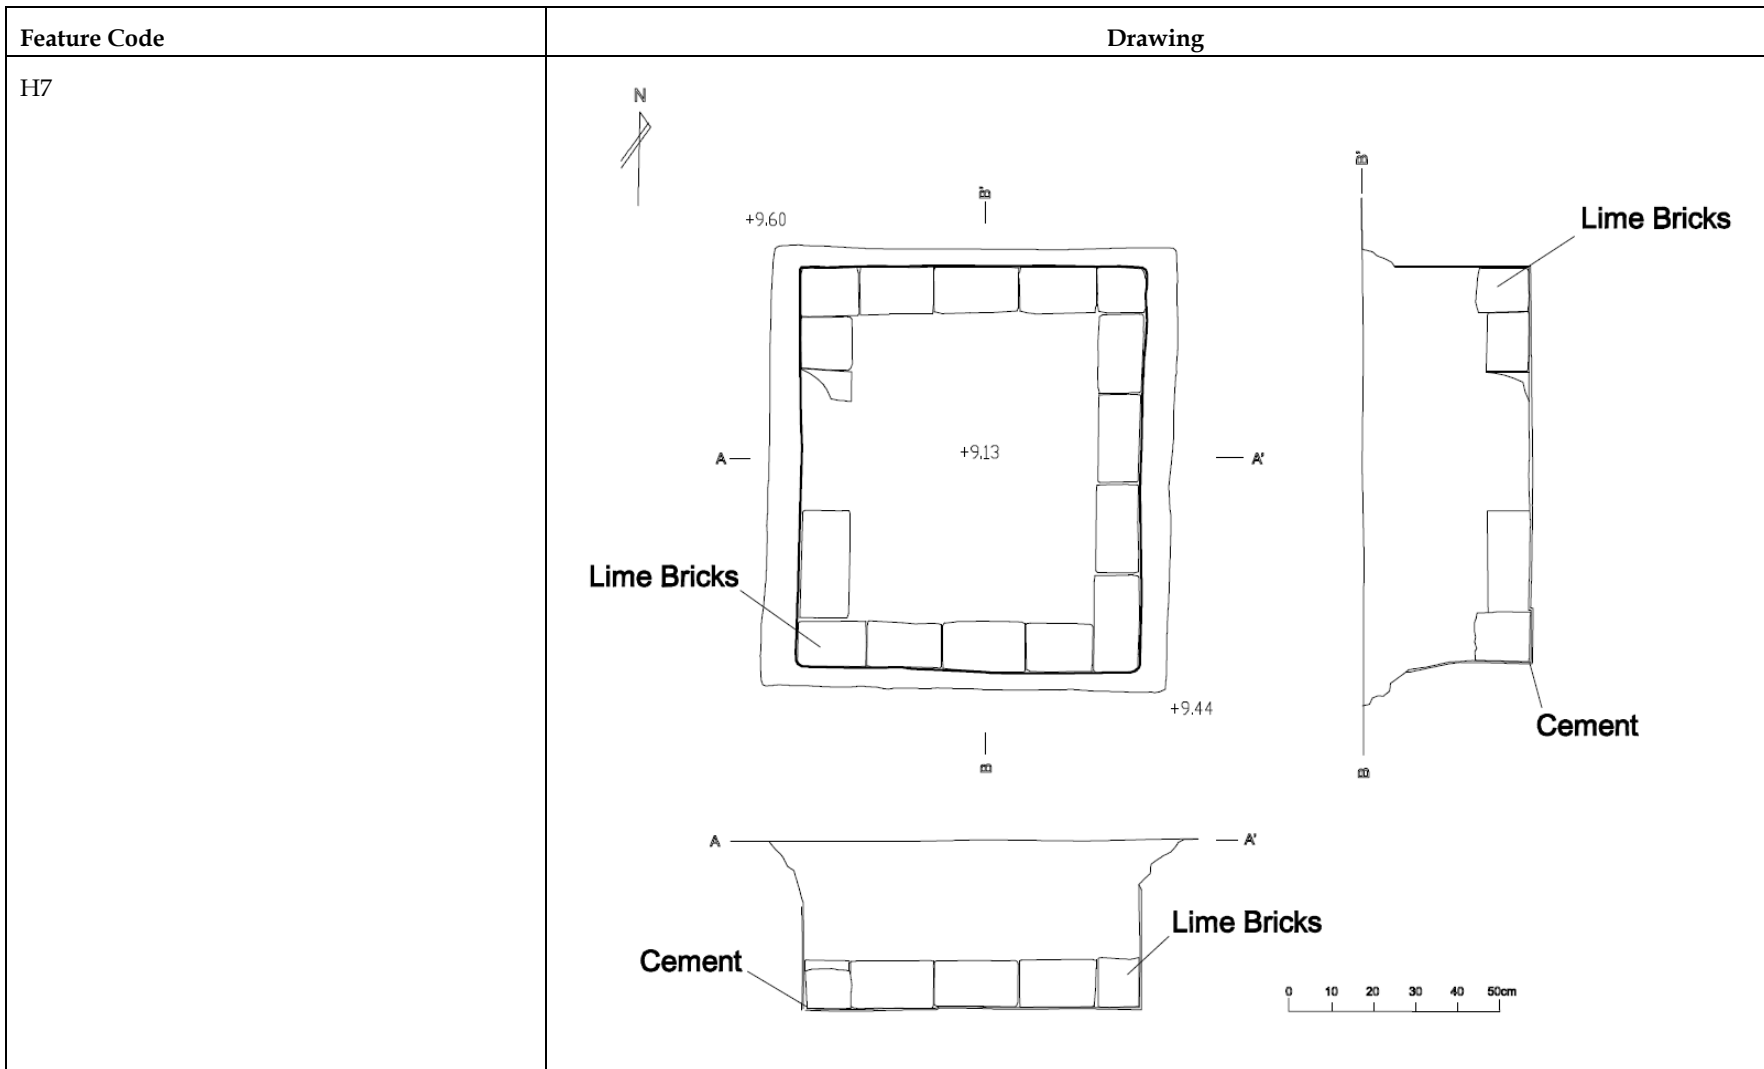 Feature Code
Drawing
H7
N
B'
B'
Lime Bricks
+9.60
+9.13
A
A'
Lime Bricks
+9.44
Cement
B
B
A
A'
Lime Bricks
Cement
0 10 20 30 40 50cm